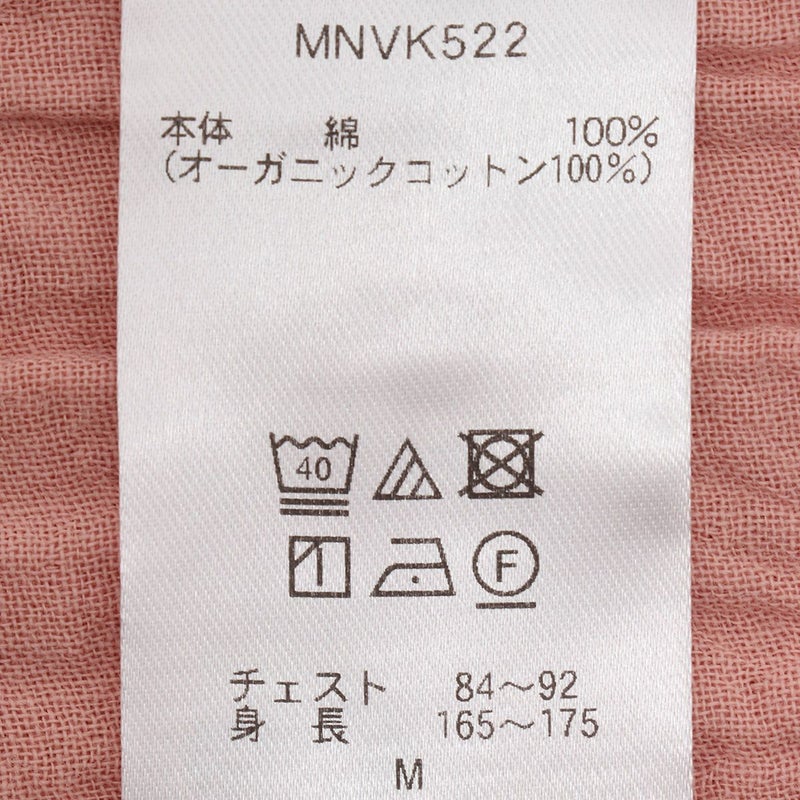 MNVK522
本体 綿 100%
(オーガニックコットン100%)
40
F
チェスト 84～92
身長 165～175
M